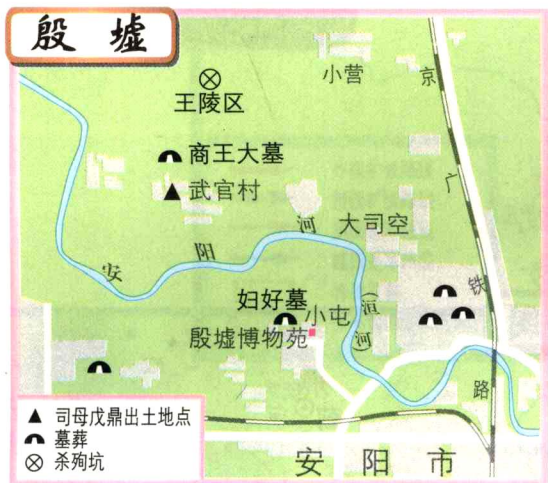 殷墟
小营
王陵区
京广铁路
商王大墓
武官村
大司空
安阳河
(洹河)
妇好墓
小屯
殷墟博物苑
司母戊鼎出土地点
墓葬
杀殉坑
安阳市